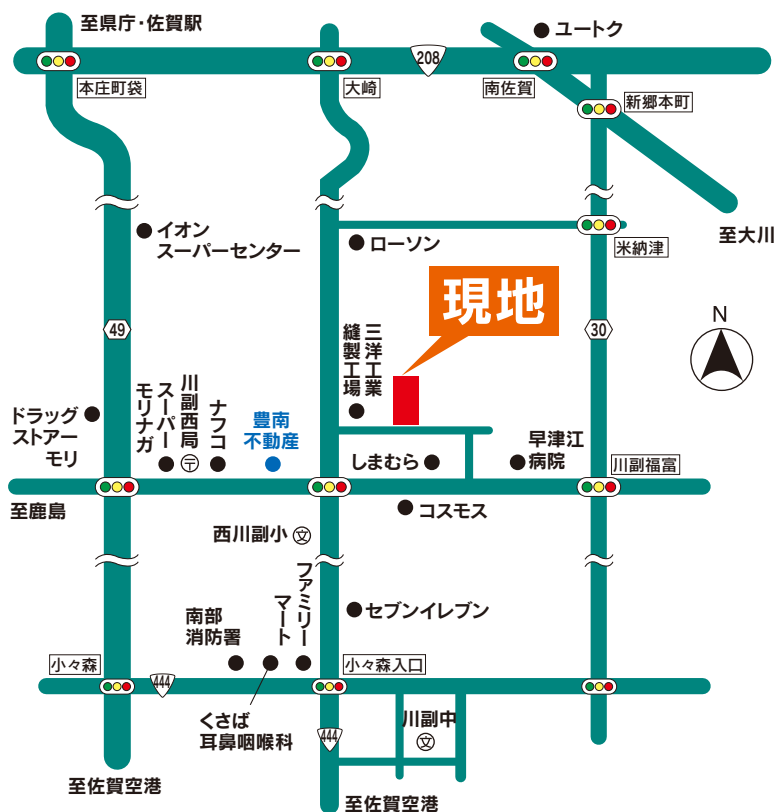 至県庁・佐賀駅
ユートク
208
本庄町袋
大崎
南佐賀
新郷本町
イオン
スーパーセンター
ローソン
米納津
至大川
現地
N
49
30
三洋工業
縫製工場
ドラッグ
ストアー
モリ
スーパー
モリナガ
川副西局
〒
ナフコ
豊南
不動産
しまむら
早津江
病院
川副福富
至鹿島
コスモス
西川副小
文
ファミリー
マート
セブンイレブン
南部
消防署
小々森
444
小々森入口
くさば
耳鼻咽喉科
444
川副中
文
至佐賀空港
至佐賀空港